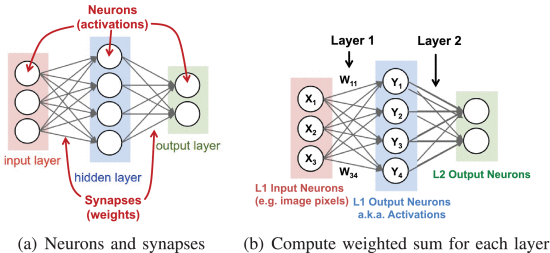 Neurons
(activations)
input layer
hidden layer
output layer
Synapses
(weights)
(a) Neurons and synapses
Layer 1
Layer 2
W11
W34
X1
X2
X3
Y1
Y2
Y3
Y4
L1 Input Neurons
(e.g. image pixels)
L1 Output Neurons
a.k.a. Activations
L2 Output Neurons
(b) Compute weighted sum for each layer